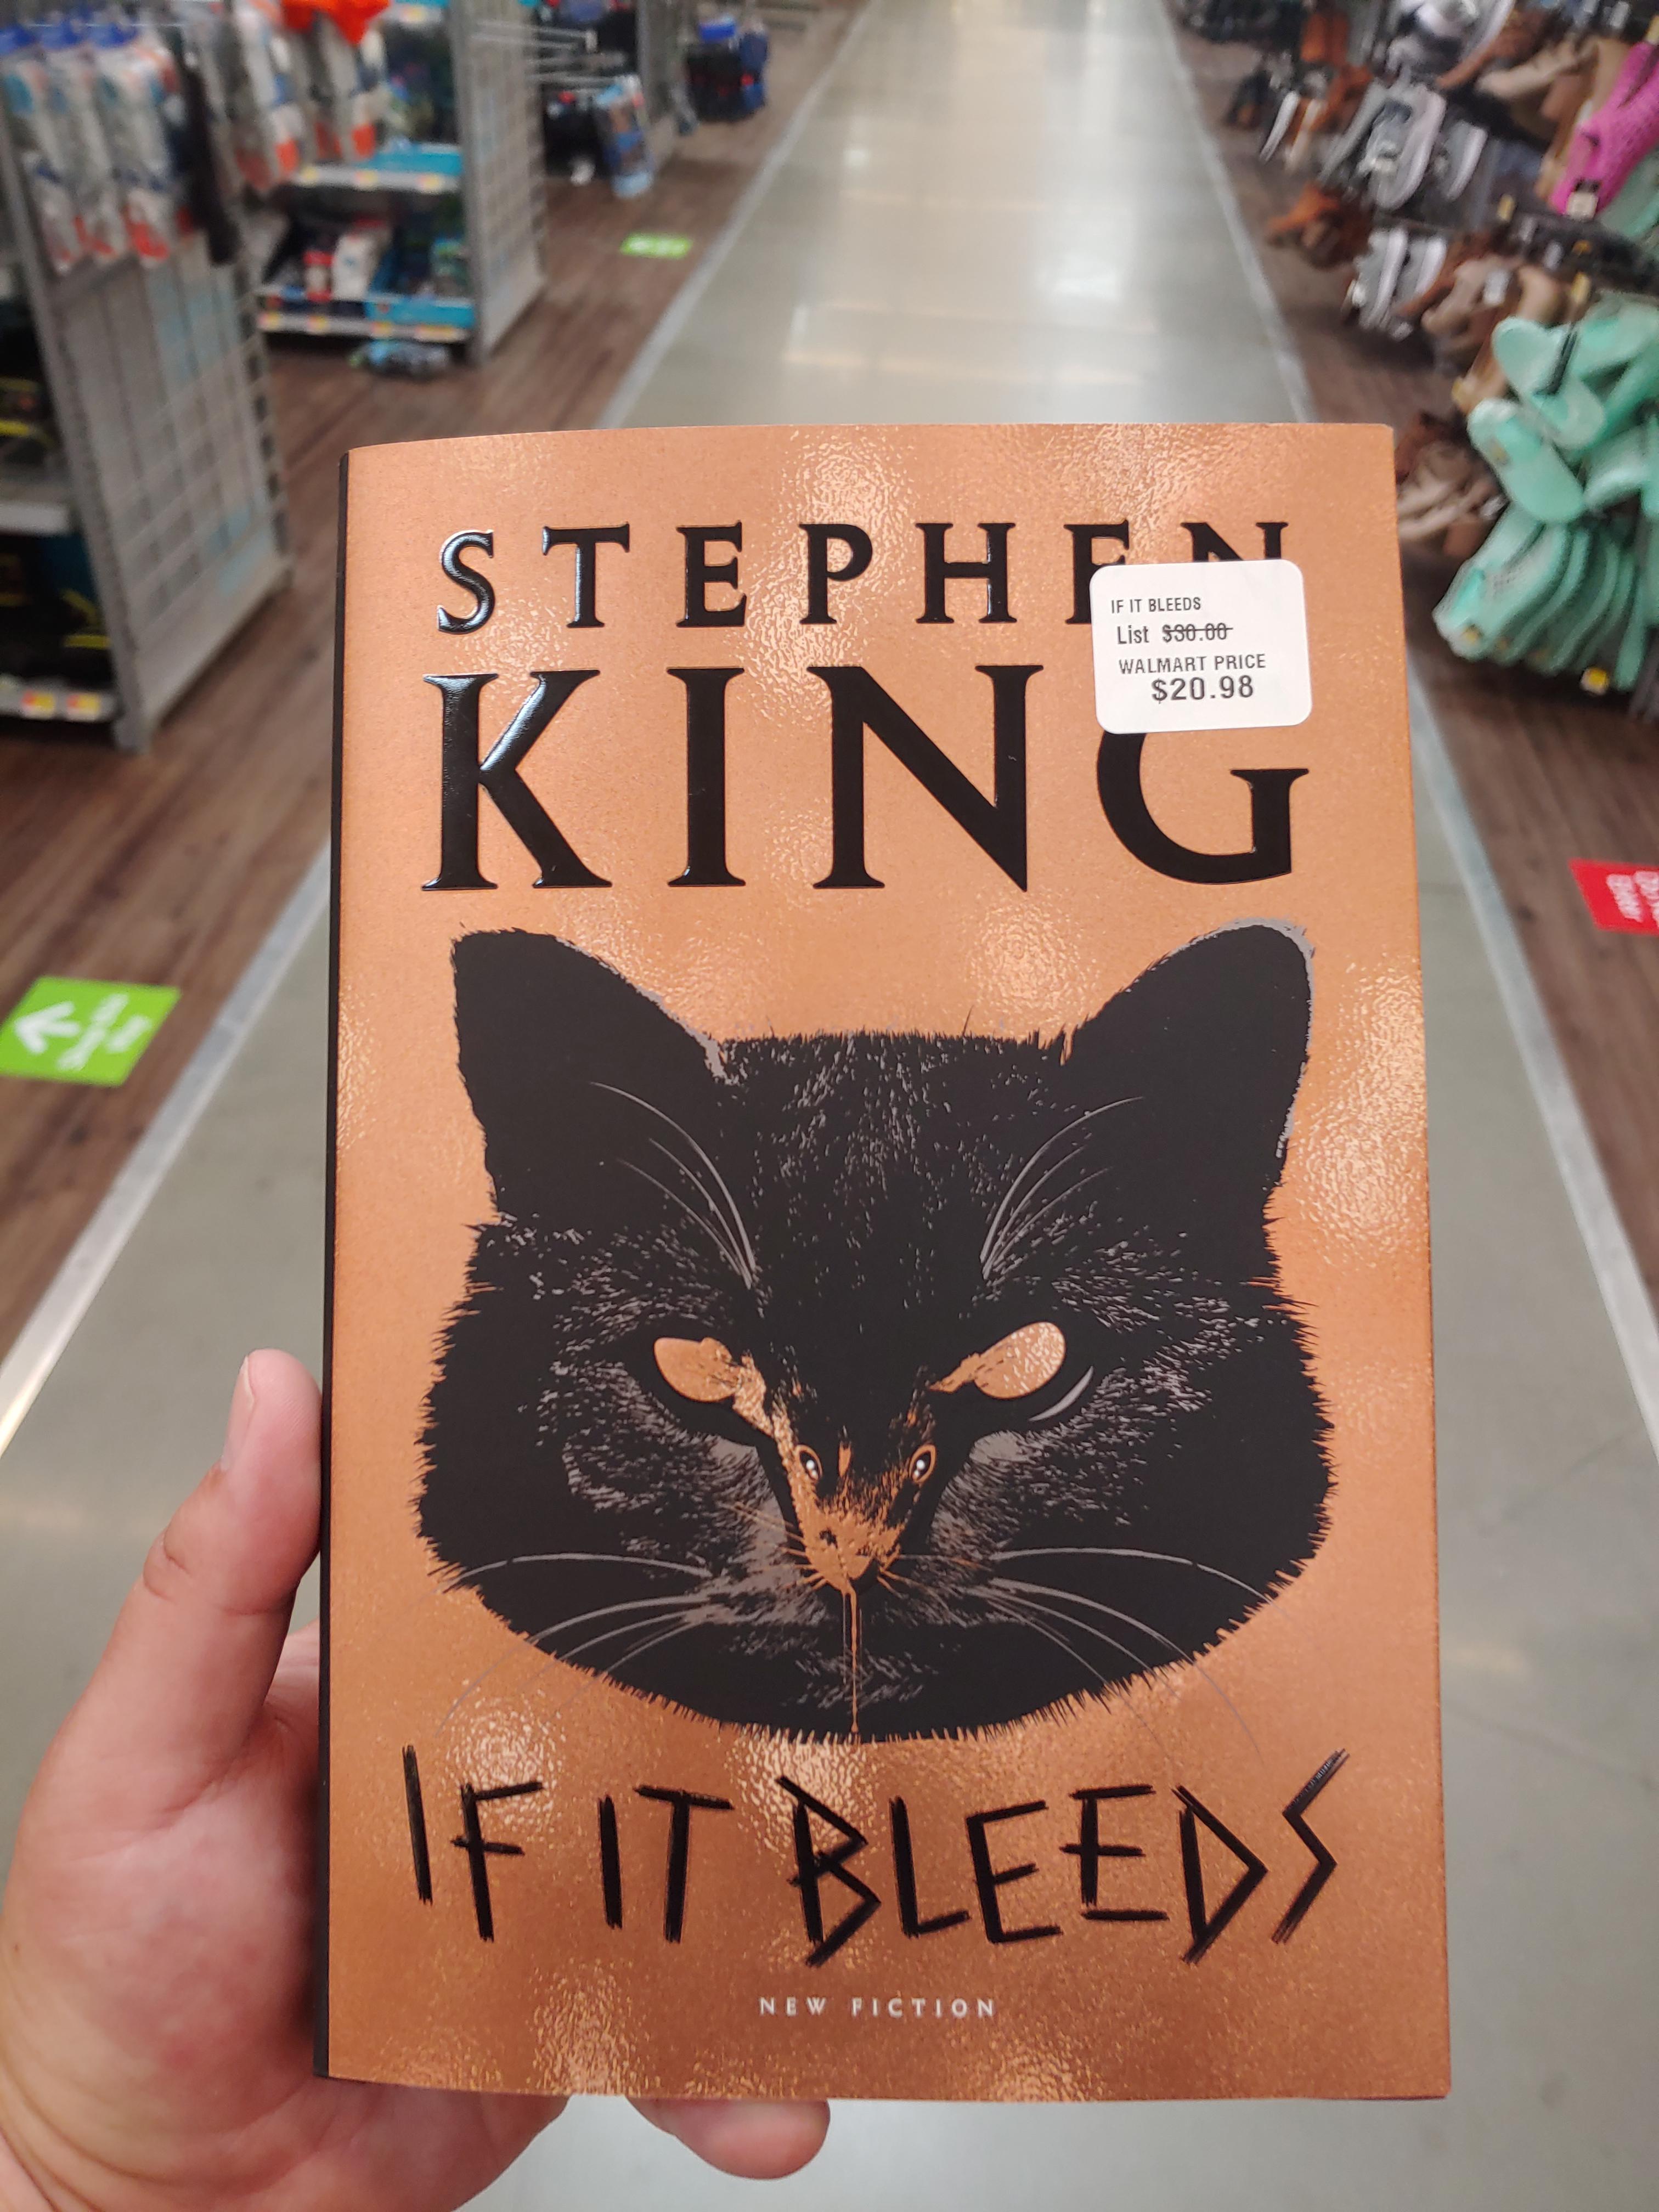 STEPHEN
IF IT BLEEDS
List $30.00
WALMART PRICE
$20.98
KING
IF IT BLEEDS
NEW FICTION